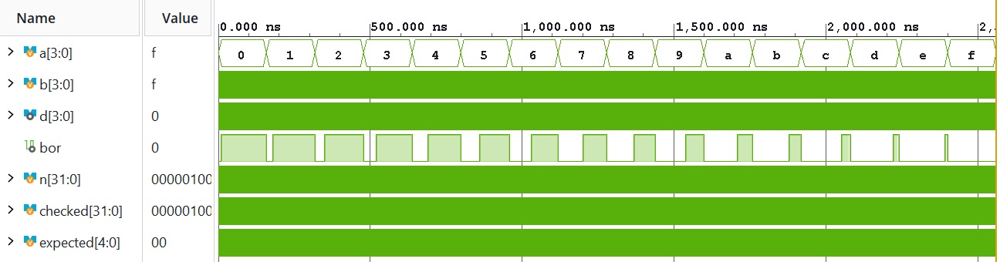 Name Value
0.000 ns 500.000 ns 1,000.000 ns 1,500.000 ns 2,000.000 ns 2,
a[3:0] f 0 1 2 3 4 5 6 7 8 9 a b c d e f
b[3:0] f
d[3:0] 0
bor 0
n[31:0] 00000100
checked[31:0] 00000100
expected[4:0] 00